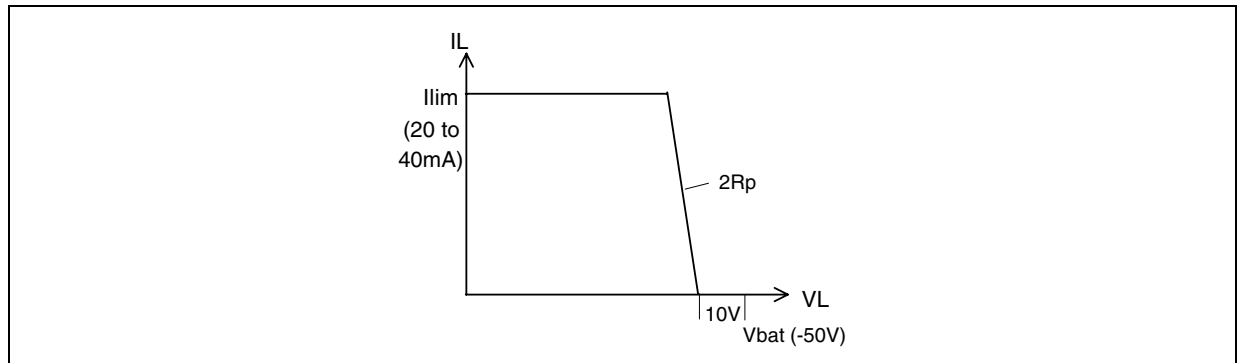 IL
Ilim
(20 to
40mA)
2Rp
VL
10V
Vbat (-50V)